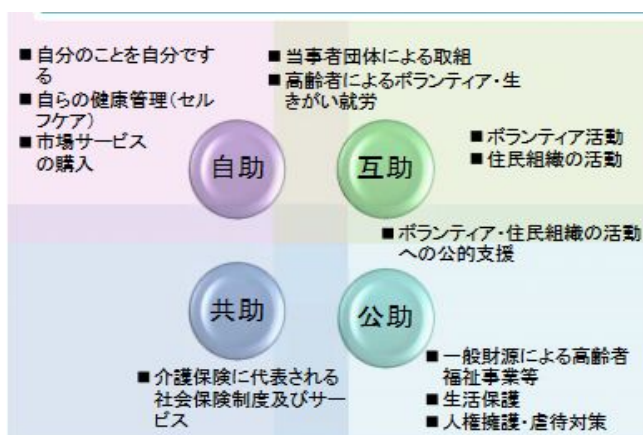 ■自分のことを自分です
る
■自らの健康管理(セル
フケア)
■市場サービス
の購入
■当事者団体による取組
■高齢者によるボランティア・生
きがい就労
■ボランティア活動
■住民組織の活動
自助
互助
■ボランティア・住民組織の活動
への公的支援
共助
公助
■介護保険に代表される
社会保険制度及びサー
ビス
■一般財源による高齢者
福祉事業等
■生活保護
■人権擁護・虐待対策